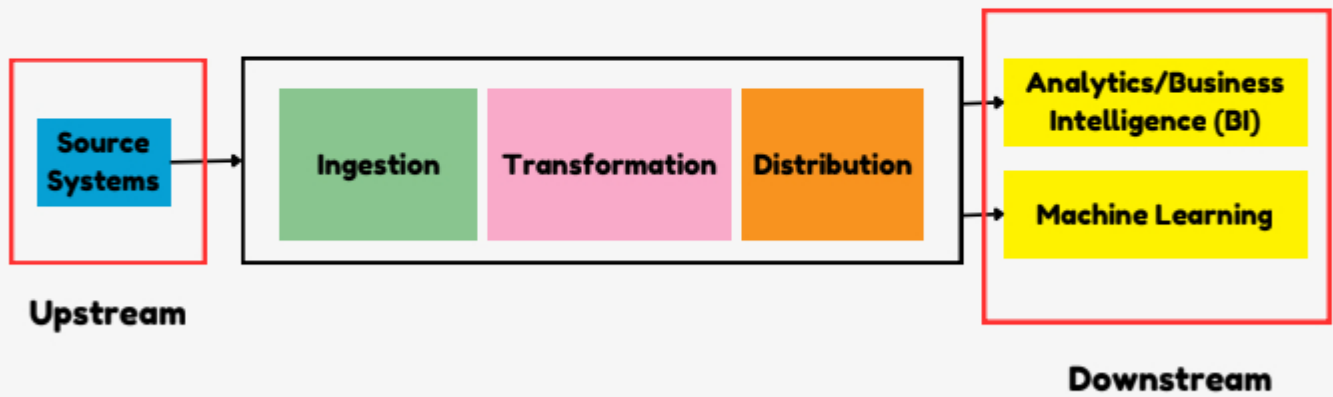 Source
Systems
Ingestion
Transformation
Distribution
Analytics/Business
Intelligence (BI)
Machine Learning
Upstream
Downstream